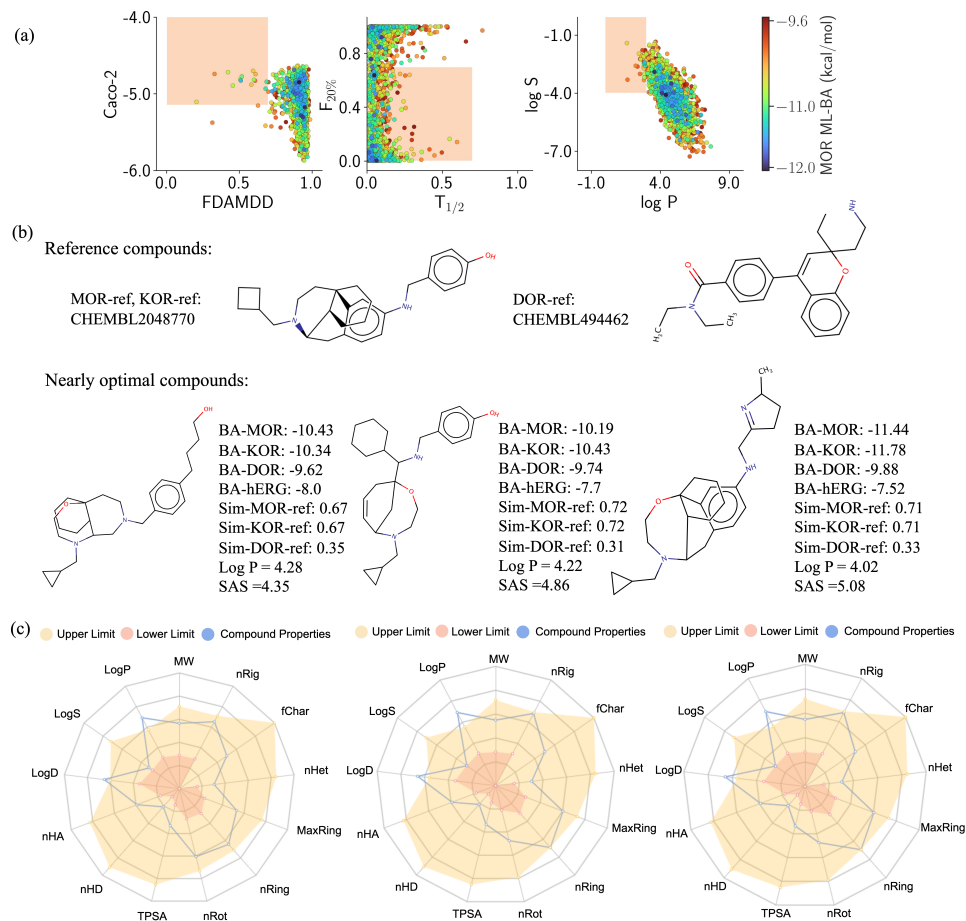 (a)
-4.0
-5.0
-6.0
Caco-2
0.0 0.5 1.0
FDAMDD
0.8
0.4
0.0
F20%
0.0 0.5 1.0
T1/2
-1.0
-4.0
-7.0
log S
-1.0 4.0 9.0
log P
−9.6
−11.0
−12.0
MOR ML-BA (kcal/mol)
(b)
Reference compounds:
MOR-ref, KOR-ref:
CHEMBL2048770
N
NH
OH
DOR-ref:
CHEMBL494462
NH
O
O
N
H3C
CH3
Nearly optimal compounds:
OH
O
N
N
BA-MOR: -10.43
BA-KOR: -10.34
BA-DOR: -9.62
BA-hERG: -8.0
Sim-MOR-ref: 0.67
Sim-KOR-ref: 0.67
Sim-DOR-ref: 0.35
Log P = 4.28
SAS =4.35
OH
NH
O
N
BA-MOR: -10.19
BA-KOR: -10.43
BA-DOR: -9.74
BA-hERG: -7.7
Sim-MOR-ref: 0.72
Sim-KOR-ref: 0.72
Sim-DOR-ref: 0.31
Log P = 4.22
SAS =4.86
CH3
N
NH
O
N
BA-MOR: -11.44
BA-KOR: -11.78
BA-DOR: -9.88
BA-hERG: -7.52
Sim-MOR-ref: 0.71
Sim-KOR-ref: 0.71
Sim-DOR-ref: 0.33
Log P = 4.02
SAS =5.08
(c)
Upper Limit Lower Limit Compound Properties
MW
nRig
fChar
nHet
MaxRing
nRing
nRot
TPSA
nHD
nHA
LogD
LogS
LogP
Upper Limit Lower Limit Compound Properties
MW
nRig
fChar
nHet
MaxRing
nRing
nRot
TPSA
nHD
nHA
LogD
LogS
LogP
Upper Limit Lower Limit Compound Properties
MW
nRig
fChar
nHet
MaxRing
nRing
nRot
TPSA
nHD
nHA
LogD
LogS
LogP